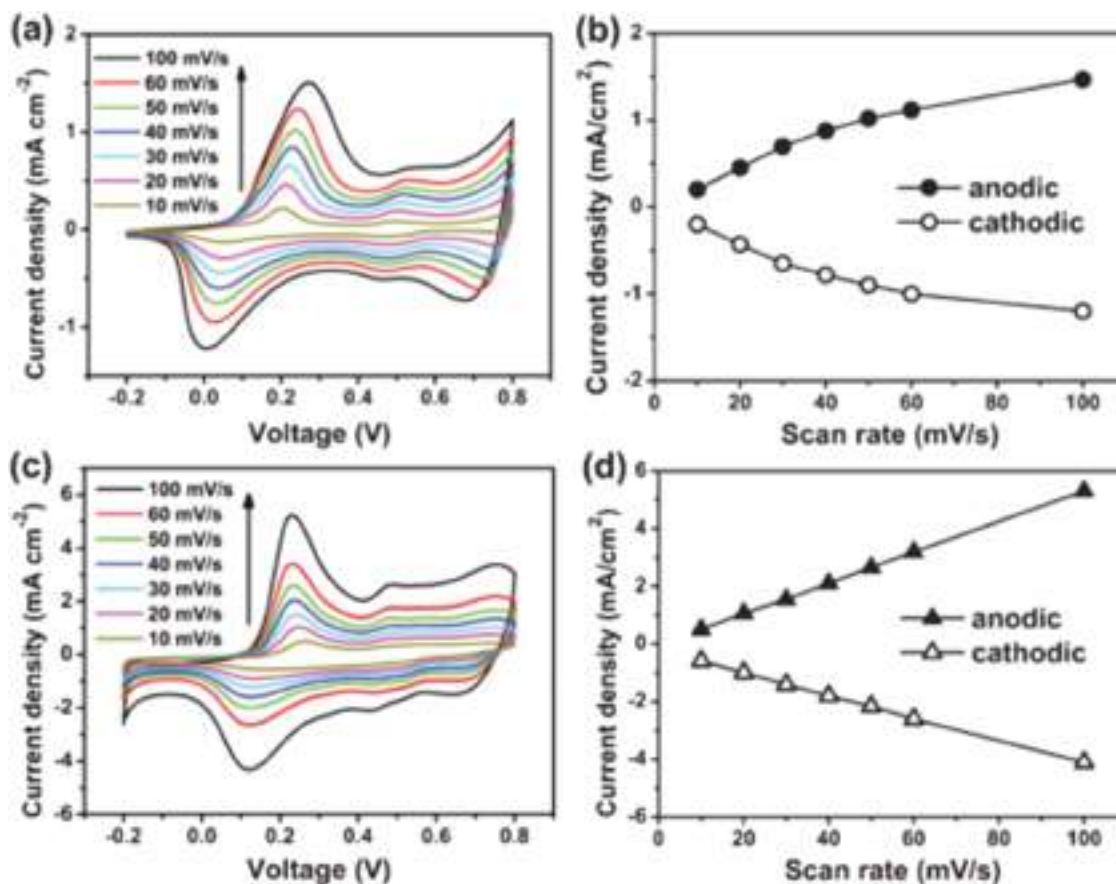 (a)
Current density (mA cm⁻²)
2
1
0
-1
100 mV/s
60 mV/s
50 mV/s
40 mV/s
30 mV/s
20 mV/s
10 mV/s
-0.2 0.0 0.2 0.4 0.6 0.8
Voltage (V)
(b)
Current density (mA/cm²)
2
1
0
-1
-2
anodic
cathodic
0 20 40 60 80 100
Scan rate (mV/s)
(c)
Current density (mA cm⁻²)
6
4
2
0
-2
-4
-6
100 mV/s
60 mV/s
50 mV/s
40 mV/s
30 mV/s
20 mV/s
10 mV/s
-0.2 0.0 0.2 0.4 0.6 0.8
Voltage (V)
(d)
Current density (mA/cm²)
6
4
2
0
-2
-4
-6
anodic
cathodic
0 20 40 60 80 100
Scan rate (mV/s)